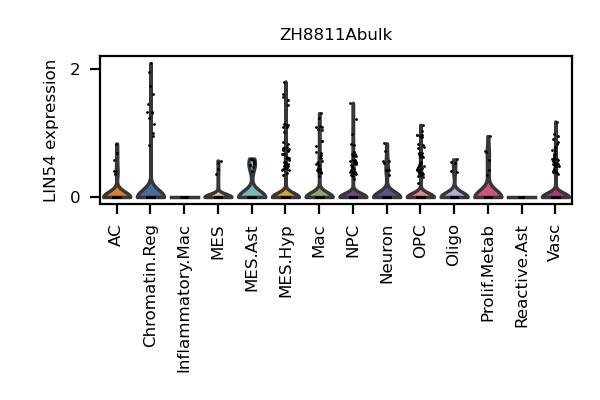 ZH8811Abulk
LIN54 expression
2
0
AC
Chromatin.Reg
Inflammatory.Mac
MES
MES.Ast
MES.Hyp
Mac
NPC
Neuron
OPC
Oligo
Prolif.Metab
Reactive.Ast
Vasc